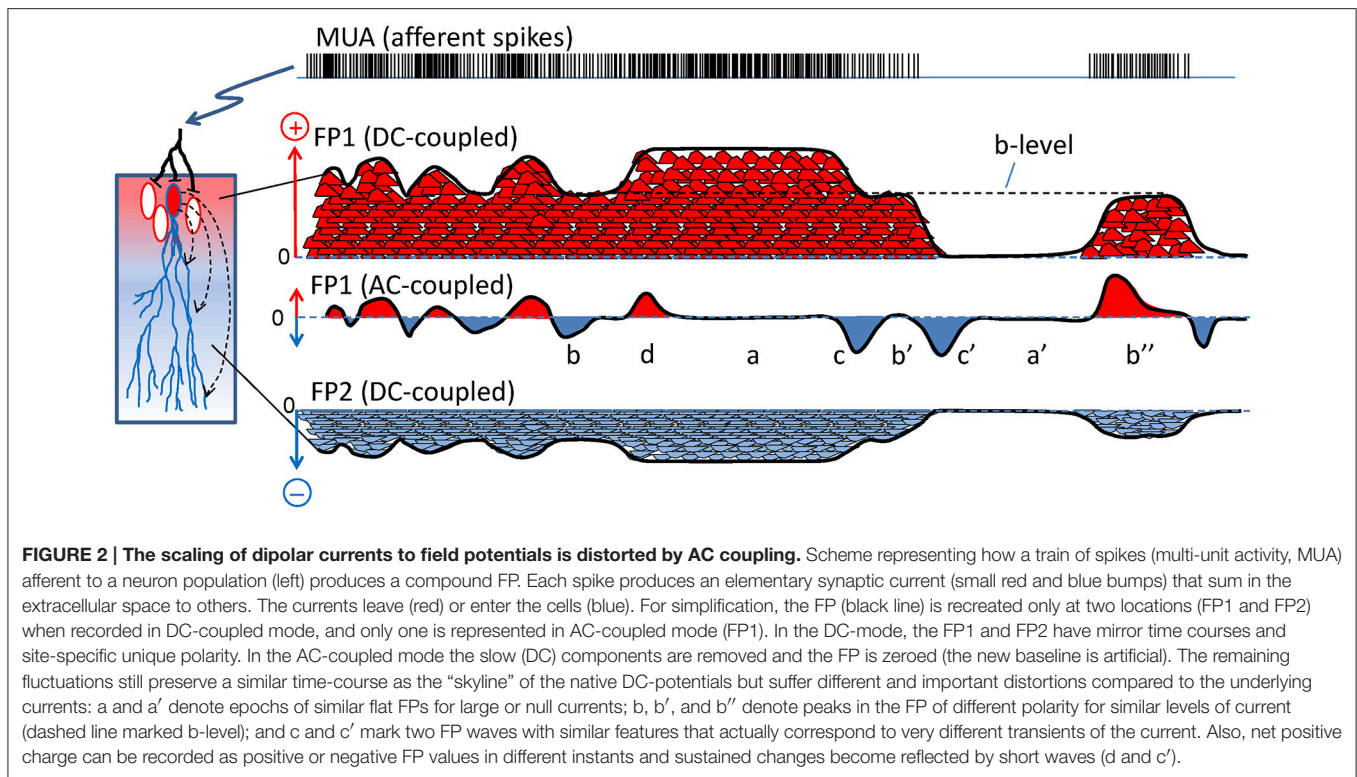 MUA (afferent spikes)
+
FP1 (DC-coupled)
b-level
0
FP1 (AC-coupled)
0
b d a c b′ c′ a′ b′′
FP2 (DC-coupled)
0
−
FIGURE 2 | The scaling of dipolar currents to field potentials is distorted by AC coupling. Scheme representing how a train of spikes (multi-unit activity, MUA)
afferent to a neuron population (left) produces a compound FP. Each spike produces an elementary synaptic current (small red and blue bumps) that sum in the
extracellular space to others. The currents leave (red) or enter the cells (blue). For simplification, the FP (black line) is recreated only at two locations (FP1 and FP2)
when recorded in DC-coupled mode, and only one is represented in AC-coupled mode (FP1). In the DC-mode, the FP1 and FP2 have mirror time courses and
site-specific unique polarity. In the AC-coupled mode the slow (DC) components are removed and the FP is zeroed (the new baseline is artificial). The remaining
fluctuations still preserve a similar time-course as the “skyline” of the native DC-potentials but suffer different and important distortions compared to the underlying
currents: a and a′ denote epochs of similar flat FPs for large or null currents; b, b′, and b′′ denote peaks in the FP of different polarity for similar levels of current
(dashed line marked b-level); and c and c′ mark two FP waves with similar features that actually correspond to very different transients of the current. Also, net positive
charge can be recorded as positive or negative FP values in different instants and sustained changes become reflected by short waves (d and c′).